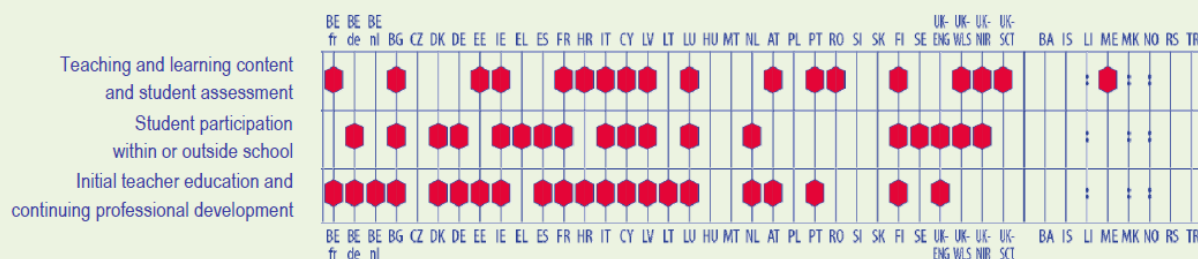 BE BE BE UK- UK- UK- UK-
fr de nl BG CZ DK DE EE IE EL ES FR HR IT CY LV LT LU HU MT NL AT PL PT RO SI SK FI SE ENG WLS NIR SCT BA IS LI ME MK NO RS TR
Teaching and learning content
and student assessment : : :
Student participation
within or outside school : : :
Initial teacher education and
continuing professional development : : :
BE BE BE BG CZ DK DE EE IE EL ES FR HR IT CY LV LT LU HU MT NL AT PL PT RO SI SK FI SE UK- UK- UK- UK- BA IS LI ME MK NO RS TR
fr de nl ENG WLS NIR SCT